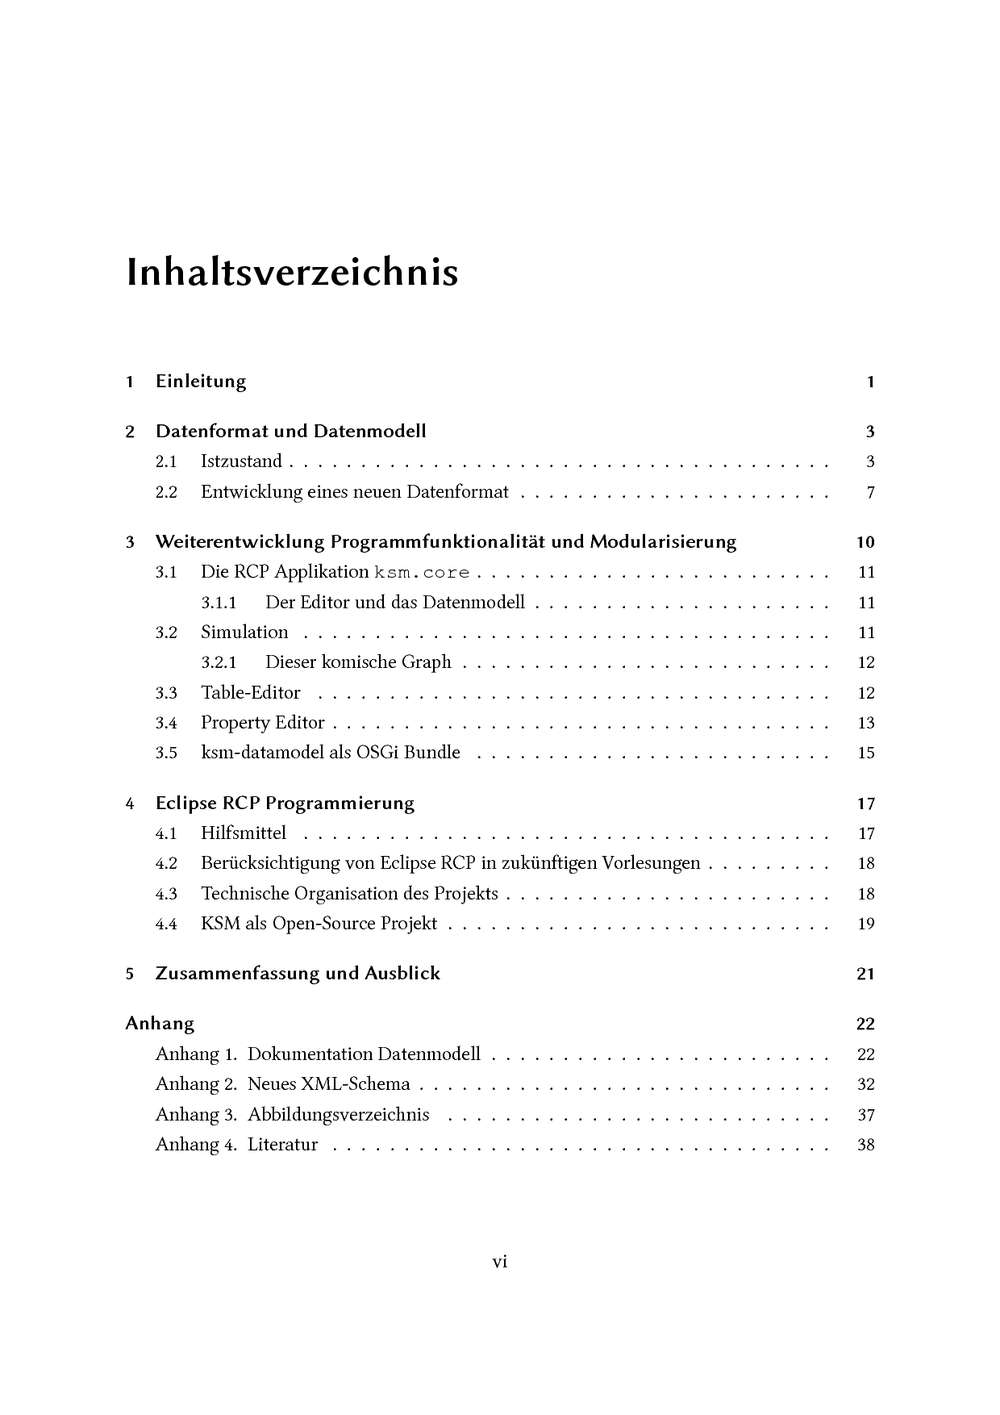 Inhaltsverzeichnis
1 Einleitung 1
2 Datenformat und Datenmodell 3
2.1 Istzustand . . . . . . . . . . . . . . . . . . . . . . . . . . . . . . . . . . . . . . 3
2.2 Entwicklung eines neuen Datenformat . . . . . . . . . . . . . . . . . . . . . . 7
3 Weiterentwicklung Programmfunktionalität und Modularisierung 10
3.1 Die RCP Applikation ksm.core . . . . . . . . . . . . . . . . . . . . . . . . . 11
3.1.1 Der Editor und das Datenmodell . . . . . . . . . . . . . . . . . . . . . 11
3.2 Simulation . . . . . . . . . . . . . . . . . . . . . . . . . . . . . . . . . . . . . 11
3.2.1 Dieser komische Graph . . . . . . . . . . . . . . . . . . . . . . . . . . 12
3.3 Table-Editor . . . . . . . . . . . . . . . . . . . . . . . . . . . . . . . . . . . . 12
3.4 Property Editor . . . . . . . . . . . . . . . . . . . . . . . . . . . . . . . . . . . 13
3.5 ksm-datamodel als OSGi Bundle . . . . . . . . . . . . . . . . . . . . . . . . . 15
4 Eclipse RCP Programmierung 17
4.1 Hilfsmittel . . . . . . . . . . . . . . . . . . . . . . . . . . . . . . . . . . . . . 17
4.2 Berücksichtigung von Eclipse RCP in zukünftigen Vorlesungen . . . . . . . . . 18
4.3 Technische Organisation des Projekts . . . . . . . . . . . . . . . . . . . . . . . 18
4.4 KSM als Open-Source Projekt . . . . . . . . . . . . . . . . . . . . . . . . . . . 19
5 Zusammenfassung und Ausblick 21
Anhang 22
Anhang 1. Dokumentation Datenmodell . . . . . . . . . . . . . . . . . . . . . . . . 22
Anhang 2. Neues XML-Schema . . . . . . . . . . . . . . . . . . . . . . . . . . . . . 32
Anhang 3. Abbildungsverzeichnis . . . . . . . . . . . . . . . . . . . . . . . . . . . 37
Anhang 4. Literatur . . . . . . . . . . . . . . . . . . . . . . . . . . . . . . . . . . . 38
vi